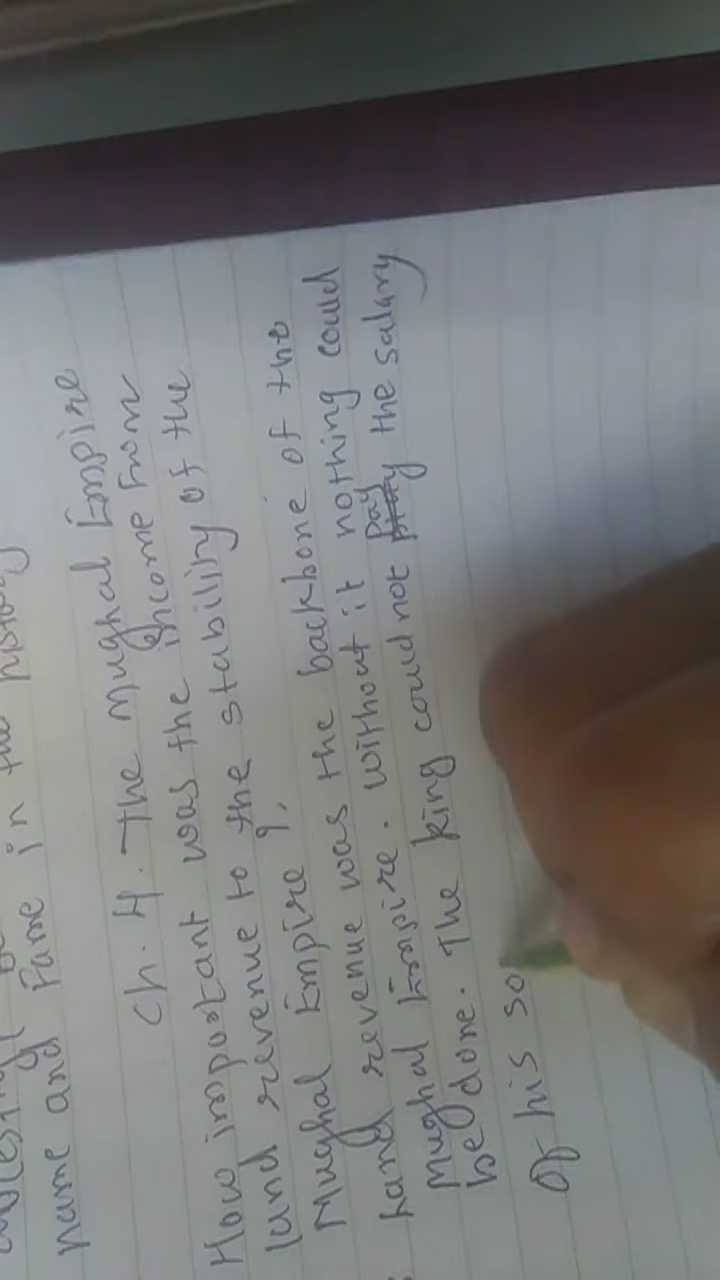 name and Fame in the
Ch. 4. The Mughal Empire
How important was the income From
land revenue to the stability of the
Mughal Empire ?
Land revenue was the backbone of the
Mughal Empire. without it nothing could
be done. The king could not pay the salary
Of his so